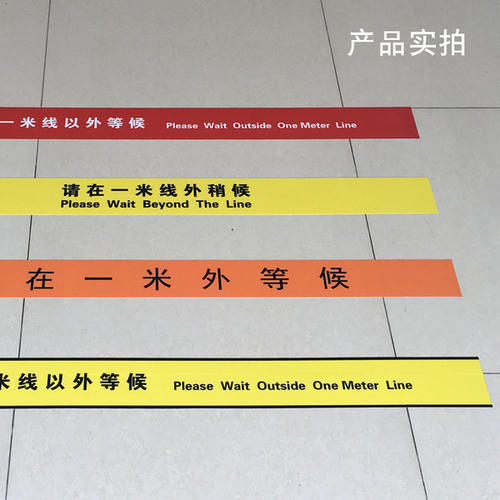 产品实拍
一米线以外等候 Please Wait Outside One Meter Line
请在一米线外稍候
Please Wait Beyond The Line
在一米外等候
米线以外等候 Please Wait Outside One Meter Line